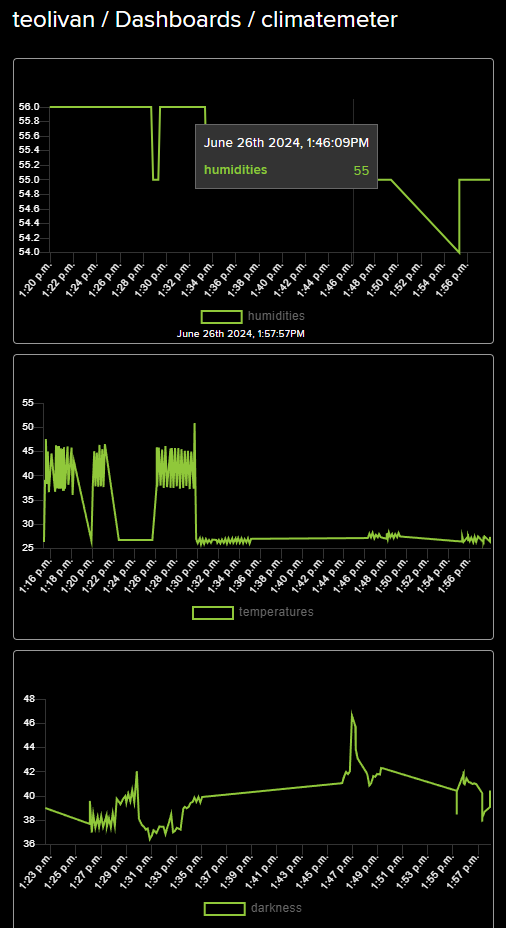 teolivan / Dashboards / climatemeter
56.0
55.8
55.6
55.4
55.2
55.0
54.8
54.6
54.4
54.2
54.0
June 26th 2024, 1:46:09PM
humidities 55
1:20 p.m. 1:22 p.m. 1:24 p.m. 1:26 p.m. 1:28 p.m. 1:30 p.m. 1:32 p.m. 1:34 p.m. 1:36 p.m. 1:38 p.m. 1:40 p.m. 1:42 p.m. 1:44 p.m. 1:46 p.m. 1:48 p.m. 1:50 p.m. 1:52 p.m. 1:54 p.m. 1:56 p.m.
humidities
June 26th 2024, 1:57:57PM
55
50
45
40
35
30
25
1:16 p.m. 1:18 p.m. 1:20 p.m. 1:22 p.m. 1:24 p.m. 1:26 p.m. 1:28 p.m. 1:30 p.m. 1:32 p.m. 1:34 p.m. 1:36 p.m. 1:38 p.m. 1:40 p.m. 1:42 p.m. 1:44 p.m. 1:46 p.m. 1:48 p.m. 1:50 p.m. 1:52 p.m. 1:54 p.m. 1:56 p.m.
temperatures
48
46
44
42
40
38
36
1:23 p.m. 1:25 p.m. 1:27 p.m. 1:29 p.m. 1:31 p.m. 1:33 p.m. 1:35 p.m. 1:37 p.m. 1:39 p.m. 1:41 p.m. 1:43 p.m. 1:45 p.m. 1:47 p.m. 1:49 p.m. 1:51 p.m. 1:53 p.m. 1:55 p.m. 1:57 p.m.
darkness